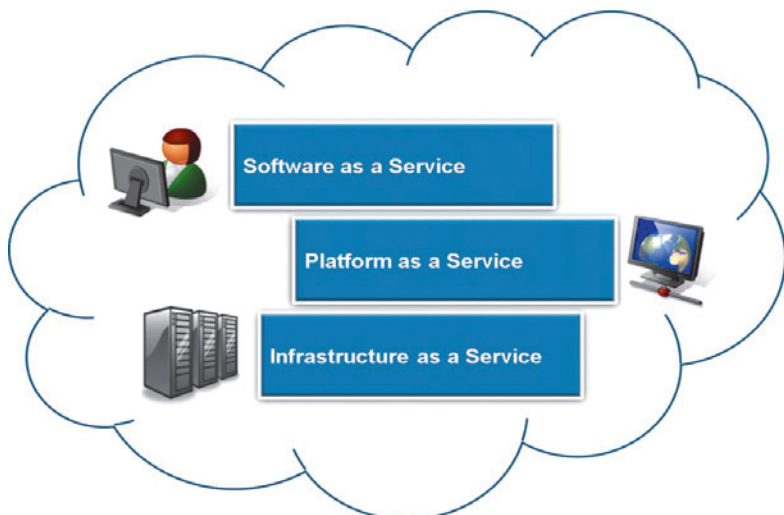 Software as a Service
Platform as a Service
Infrastructure as a Service